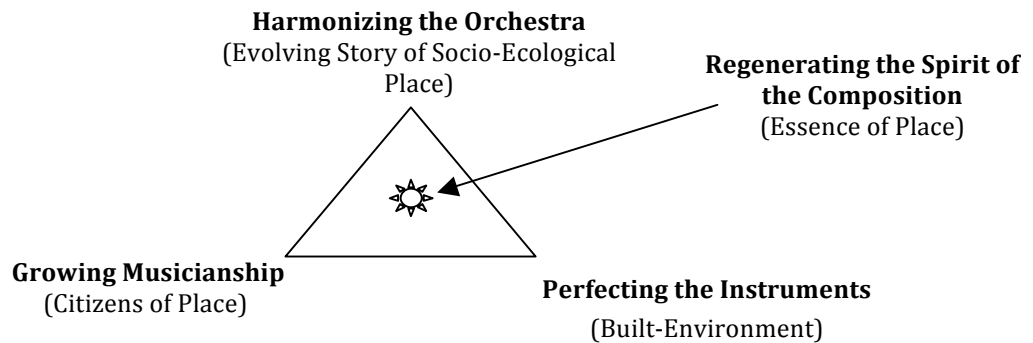 Harmonizing the Orchestra
(Evolving Story of Socio-Ecological
Place)
Regenerating the Spirit of
the Composition
(Essence of Place)
Growing Musicianship
(Citizens of Place)
Perfecting the Instruments
(Built-Environment)